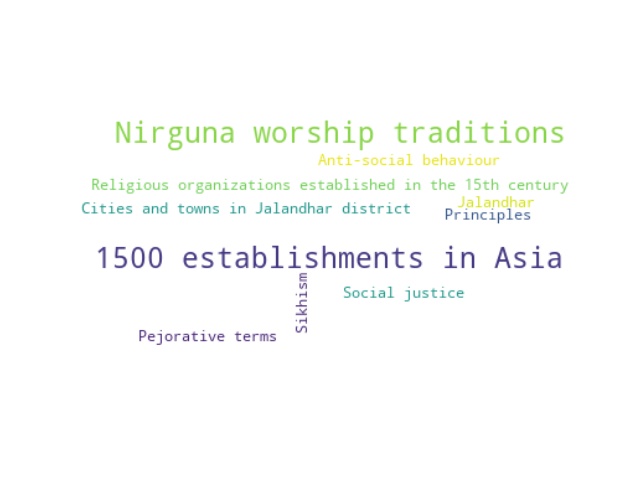 Nirguna worship traditions
Anti-social behaviour
Religious organizations established in the 15th century
Jalandhar
Cities and towns in Jalandhar district
Principles
1500 establishments in Asia
Sikhism
Social justice
Pejorative terms